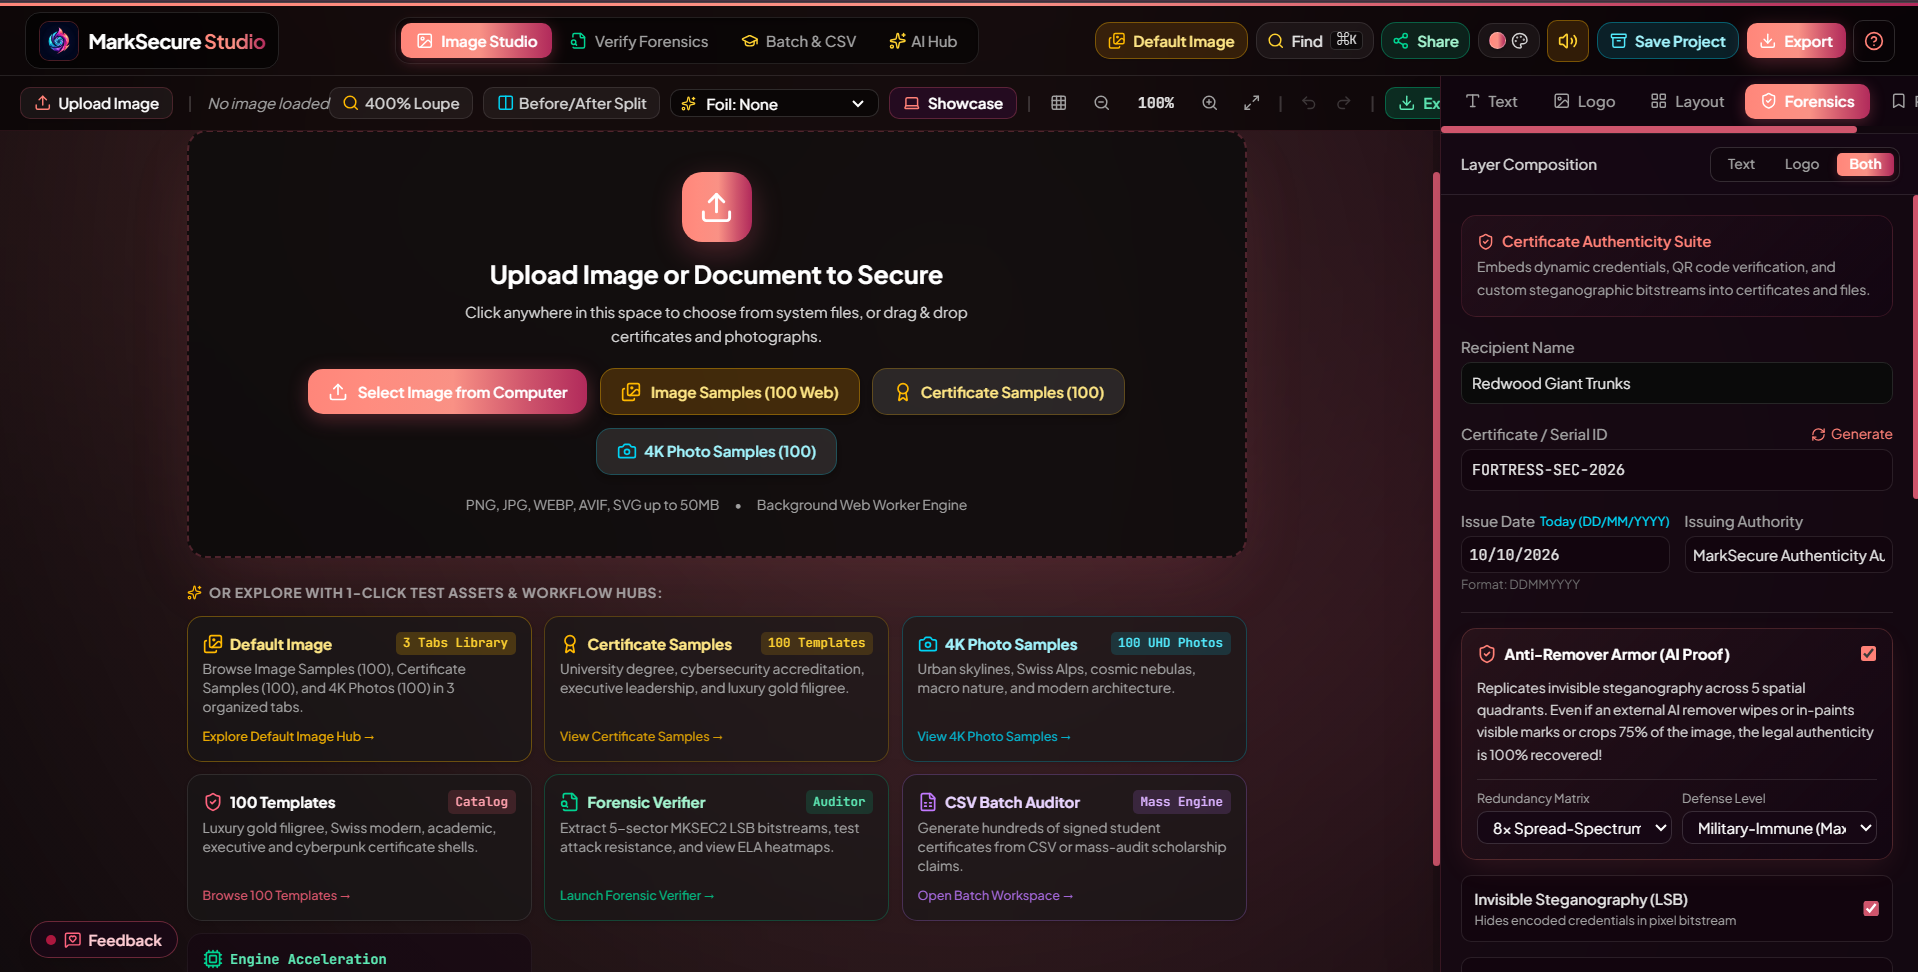 MarkSecure Studio
Image Studio
Verify Forensics
Batch & CSV
AI Hub
Default Image
Find ⌘K
Share
Save Project
Export
Upload Image
No image loaded
400% Loupe
Before/After Split
Foil: None
Showcase
100%
Ex
Text
Logo
Layout
Forensics
Layer Composition
Text
Logo
Both
Upload Image or Document to Secure
Click anywhere in this space to choose from system files, or drag & drop
certificates and photographs.
Select Image from Computer
Image Samples (100 Web)
Certificate Samples (100)
4K Photo Samples (100)
PNG, JPG, WEBP, AVIF, SVG up to 50MB • Background Web Worker Engine
OR EXPLORE WITH 1-CLICK TEST ASSETS & WORKFLOW HUBS:
Default Image
3 Tabs Library
Browse Image Samples (100), Certificate
Samples (100), and 4K Photos (100) in 3
organized tabs.
Explore Default Image Hub →
Certificate Samples
100 Templates
University degree, cybersecurity accreditation,
executive leadership, and luxury gold filigree.
View Certificate Samples →
4K Photo Samples
100 UHD Photos
Urban skylines, Swiss Alps, cosmic nebulas,
macro nature, and modern architecture.
View 4K Photo Samples →
100 Templates
Catalog
Luxury gold filigree, Swiss modern, academic,
executive and cyberpunk certificate shells.
Browse 100 Templates →
Forensic Verifier
Auditor
Extract 5-sector MKSEC2 LSB bitstreams, test
attack resistance, and view ELA heatmaps.
Launch Forensic Verifier →
CSV Batch Auditor
Mass Engine
Generate hundreds of signed student
certificates from CSV or mass-audit scholarship
claims.
Open Batch Workspace →
Engine Acceleration
Feedback
Certificate Authenticity Suite
Embeds dynamic credentials, QR code verification, and
custom steganographic bitstreams into certificates and files.
Recipient Name
Redwood Giant Trunks
Certificate / Serial ID
Generate
FORTRESS-SEC-2026
Issue Date Today (DD/MM/YYYY)
Issuing Authority
10/10/2026
MarkSecure Authenticity Au
Format: DDMMYYYY
Anti-Remover Armor (AI Proof)
Replicates invisible steganography across 5 spatial
quadrants. Even if an external AI remover wipes or in-paints
visible marks or crops 75% of the image, the legal authenticity
is 100% recovered!
Redundancy Matrix
Defense Level
8x Spread-Spectrum
Military-Immune (Max
Invisible Steganography (LSB)
Hides encoded credentials in pixel bitstream